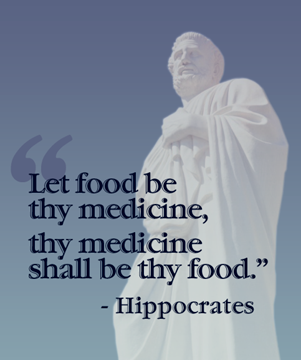 “Let food be
thy medicine,
thy medicine
shall be thy food.”
- Hippocrates